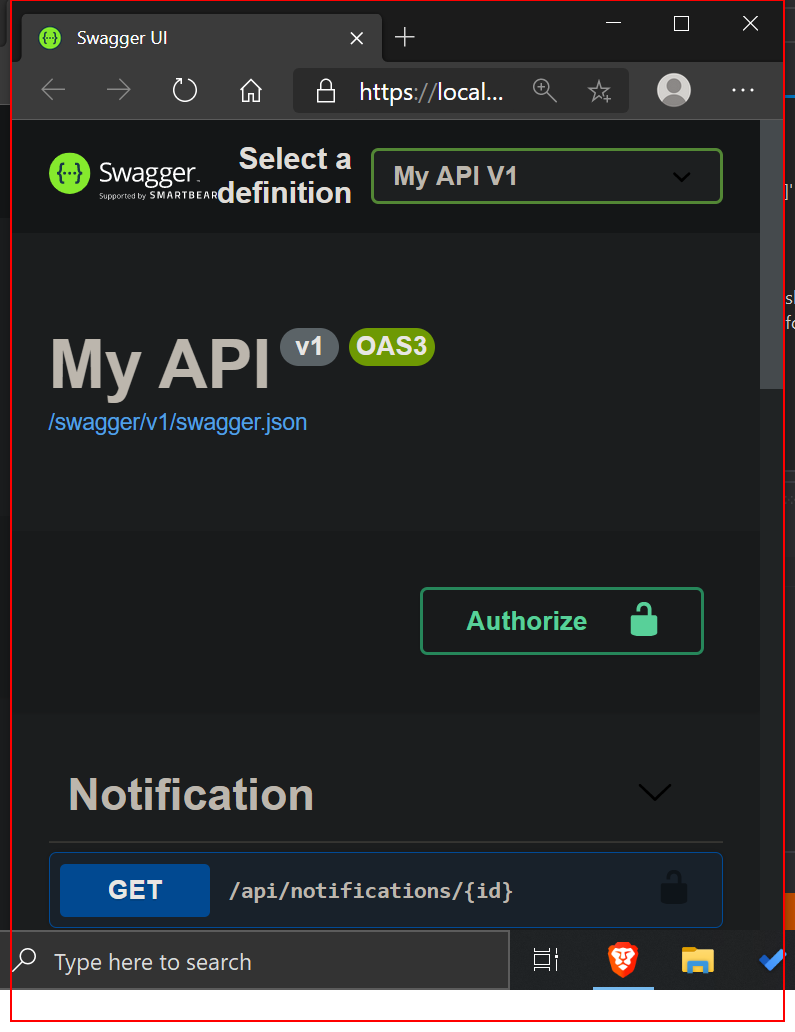 Swagger UI
https://local...
Swagger
Supported by SMARTBEAR
Select a
definition
My API V1
My API v1 OAS3
/swagger/v1/swagger.json
Authorize
Notification
GET /api/notifications/{id}
Type here to search